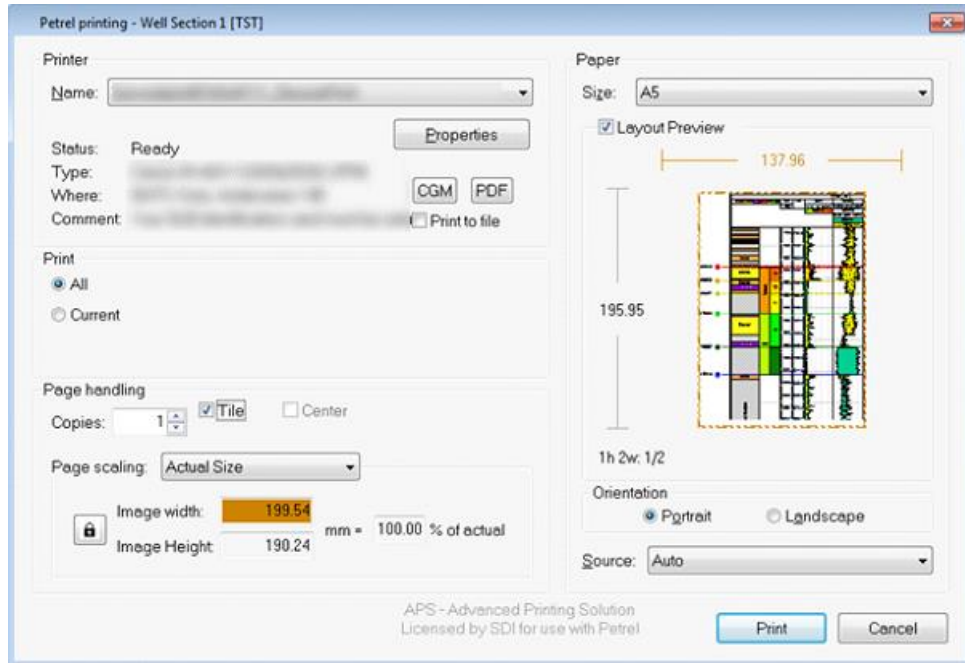 Petrel printing - Well Section 1 [TST]
Printer
Name:
Properties
Status: Ready
Type:
Where:
CGM PDF
Comment:
Print to file
Print
All
Current
Page handling
Copies: 1 Tile Center
Page scaling: Actual Size
Image width: 199.54
mm = 100.00 % of actual
Image Height: 190.24
Paper
Size: A5
Layout Preview
137.96
195.95
1h 2w: 1/2
Orientation
Portrait Landscape
Source: Auto
APS - Advanced Printing Solution
Licensed by SDI for use with Petrel
Print Cancel